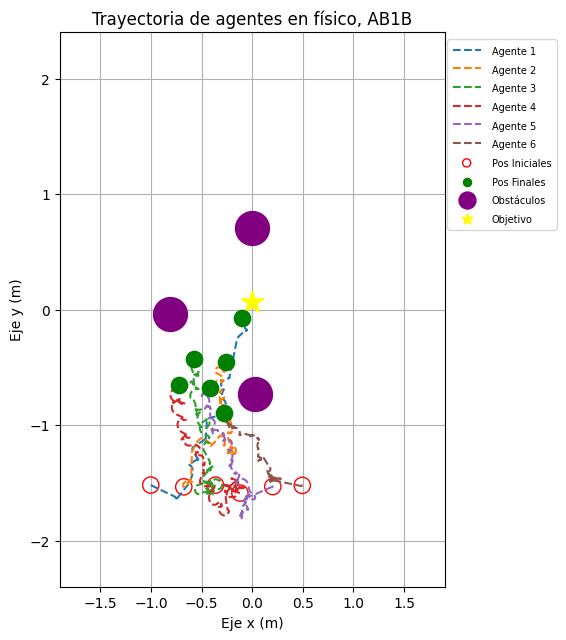 Trayectoria de agentes en físico, AB1B
Eje y (m)
2
1
0
−1
−2
−1.5
−1.0
−0.5
0.0
0.5
1.0
1.5
Eje x (m)
Agente 1
Agente 2
Agente 3
Agente 4
Agente 5
Agente 6
Pos Iniciales
Pos Finales
Obstáculos
Objetivo